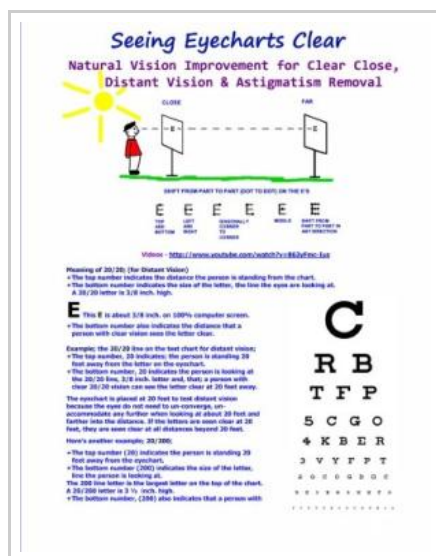 Seeing Eyecharts Clear
Natural Vision Improvement for Clear Close,
Distant Vision & Astigmatism Removal
CLOSE
FAR
E
E
SHIFT FROM PART TO PART (DOT TO DOT) ON THE E'S
E E E E E E
TOP AND BOTTOM
LEFT AND RIGHT
DIAGONALLY CORNER TO CORNER
MIDDLE
SHIFT FROM PART TO PART IN ANY DIRECTION
Videos - 
Meaning of 20/20; (for Distant Vision)
• The top number indicates the distance the person is standing from the chart.
• The bottom number indicates the size of the letter, the line the eyes are looking at.
A 20/20 letter is 3/8 inch. high.
E This E is about 3/8 inch. on 100% computer screen.
• The bottom number also indicates the distance that a
person with clear vision sees the letter clear.
Example; the 20/20 line on the test chart for distant vision;
• The top number, 20 indicates; the person is standing 20
feet away from the letter on the eyechart.
• The bottom number, 20 indicates the person is looking at
the 20/20 line, 3/8 inch. letter and, that; a person with
clear 20/20 vision can see the letter clear at 20 feet away.
The eyechart is placed at 20 feet to test distant vision
because the eyes do not need to un-converge, un-
accommodate any further when looking at about 20 feet and
farther into the distance. If the letters are seen clear at 20
feet, they are seen clear at all distances beyond 20 feet.
Here's another example; 20/200;
• The top number (20) indicates the person is standing 20
feet away from the eyechart.
• The bottom number (200) indicates the size of the letter,
line the person is looking at.
The 200 line letter is the largest letter on the top of the chart.
A 20/200 letter is 3 ½ inch. high.
• The bottom number, (200) also indicates that a person with
C
R B
T F P
5 C G O
4 K B E R
3 V Y F P T